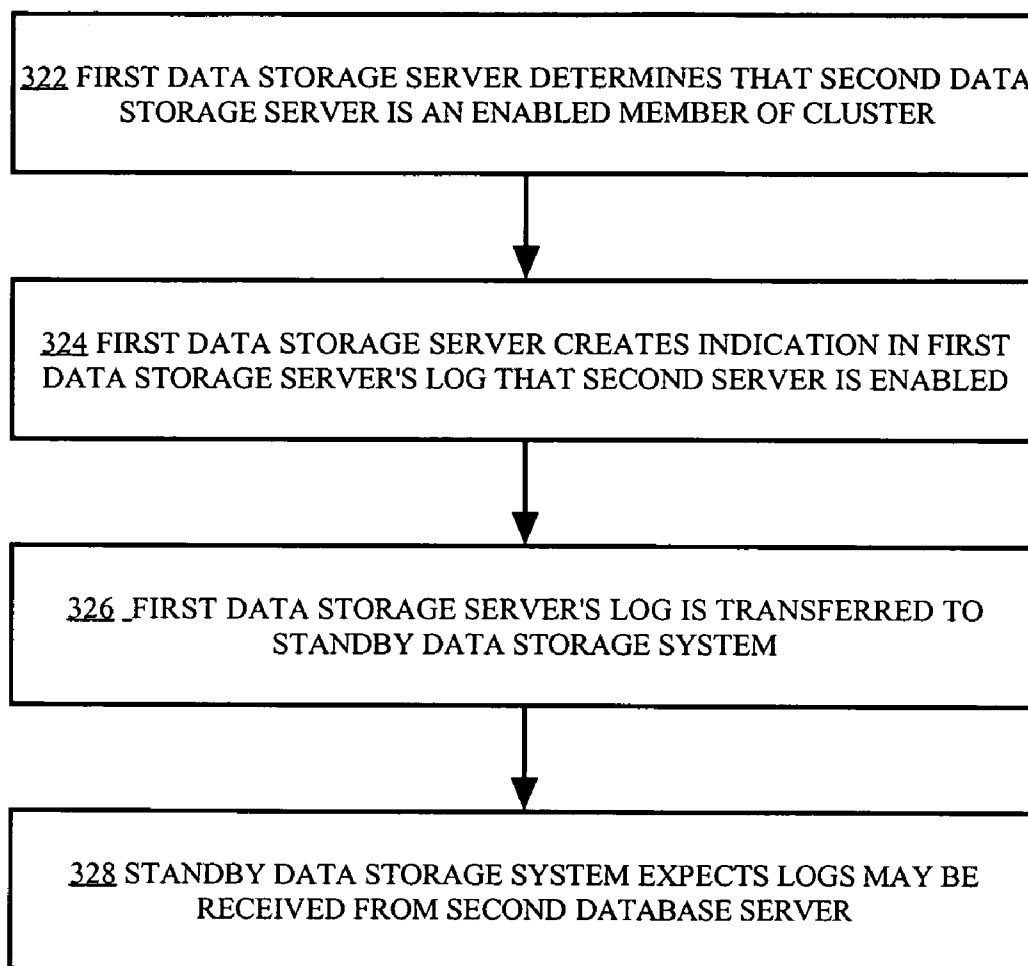 322 FIRST DATA STORAGE SERVER DETERMINES THAT SECOND DATA
STORAGE SERVER IS AN ENABLED MEMBER OF CLUSTER
324 FIRST DATA STORAGE SERVER CREATES INDICATION IN FIRST
DATA STORAGE SERVER'S LOG THAT SECOND SERVER IS ENABLED
326 FIRST DATA STORAGE SERVER'S LOG IS TRANSFERRED TO
STANDBY DATA STORAGE SYSTEM
328 STANDBY DATA STORAGE SYSTEM EXPECTS LOGS MAY BE
RECEIVED FROM SECOND DATABASE SERVER